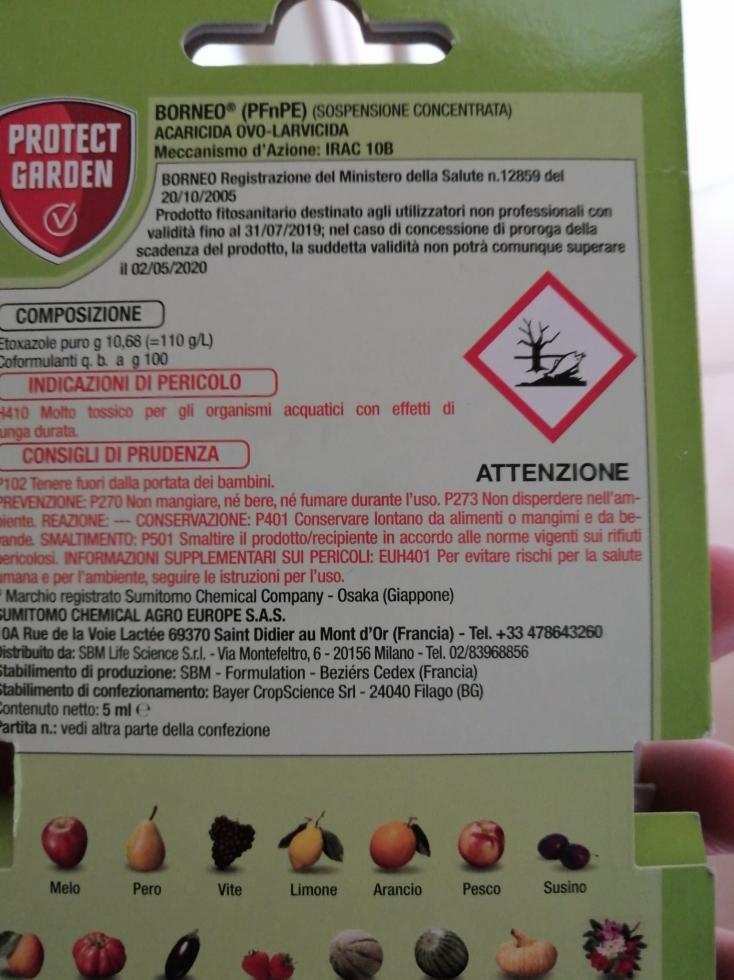 PROTECT
GARDEN
BORNEO® (PFnPE) (SOSPENSIONE CONCENTRATA)
ACARICIDA OVO-LARVICIDA
Meccanismo d'Azione: IRAC 10B
BORNEO Registrazione del Ministero della Salute n.12859 del
20/10/2005
Prodotto fitosanitario destinato agli utilizzatori non professionali con
validità fino al 31/07/2019; nel caso di concessione di proroga della
scadenza del prodotto, la suddetta validità non potrà comunque superare
il 02/05/2020
COMPOSIZIONE
Etoxazole puro g 10,68 (=110 g/L)
Coformulanti q. b. a g 100
INDICAZIONI DI PERICOLO
H410 Molto tossico per gli organismi acquatici con effetti di
lunga durata.
CONSIGLI DI PRUDENZA
ATTENZIONE
P102 Tenere fuori dalla portata dei bambini.
PREVENZIONE: P270 Non mangiare, né bere, né fumare durante l'uso. P273 Non disperdere nell'am-
biente. REAZIONE: --- CONSERVAZIONE: P401 Conservare lontano da alimenti o mangimi e da be-
vande. SMALTIMENTO: P501 Smaltire il prodotto/recipiente in accordo alle norme vigenti sui rifiuti
pericolosi. INFORMAZIONI SUPPLEMENTARI SUI PERICOLI: EUH401 Per evitare rischi per la salute
umana e per l'ambiente, seguire le istruzioni per l'uso.
Marchio registrato Sumitomo Chemical Company - Osaka (Giappone)
SUMITOMO CHEMICAL AGRO EUROPE S.A.S.
10A Rue de la Voie Lactée 69370 Saint Didier au Mont d'Or (Francia) - Tel. +33 478643260
Distribuito da: SBM Life Science S.r.l. - Via Montefeltro, 6 - 20156 Milano - Tel. 02/83968856
Stabilimento di produzione: SBM - Formulation - Beziérs Cedex (Francia)
Stabilimento di confezionamento: Bayer CropScience Srl - 24040 Filago (BG)
Contenuto netto: 5 ml e
Partita n.: vedi altra parte della confezione
Melo Pero Vite Limone Arancio Pesco Susino